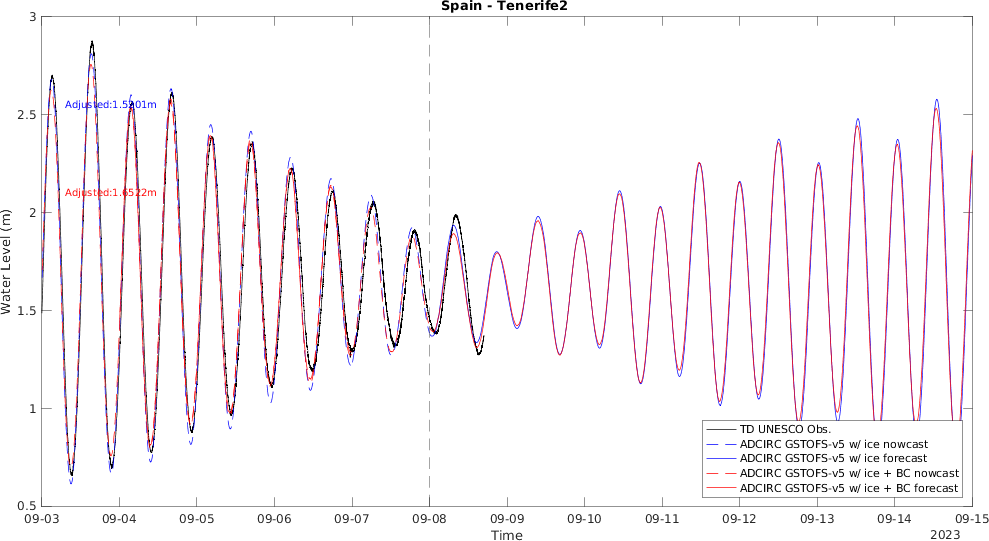 Spain - Tenerife2
3
2.5
2
1.5
1
0.5
Water Level (m)
Adjusted:1.5201m
Adjusted:1.6522m
TD UNESCO Obs.
ADCIRC GSTOFS-v5 w/ ice nowcast
ADCIRC GSTOFS-v5 w/ ice forecast
ADCIRC GSTOFS-v5 w/ ice + BC nowcast
ADCIRC GSTOFS-v5 w/ ice + BC forecast
09-03 09-04 09-05 09-06 09-07 09-08 09-09 09-10 09-11 09-12 09-13 09-14 09-15
Time
2023